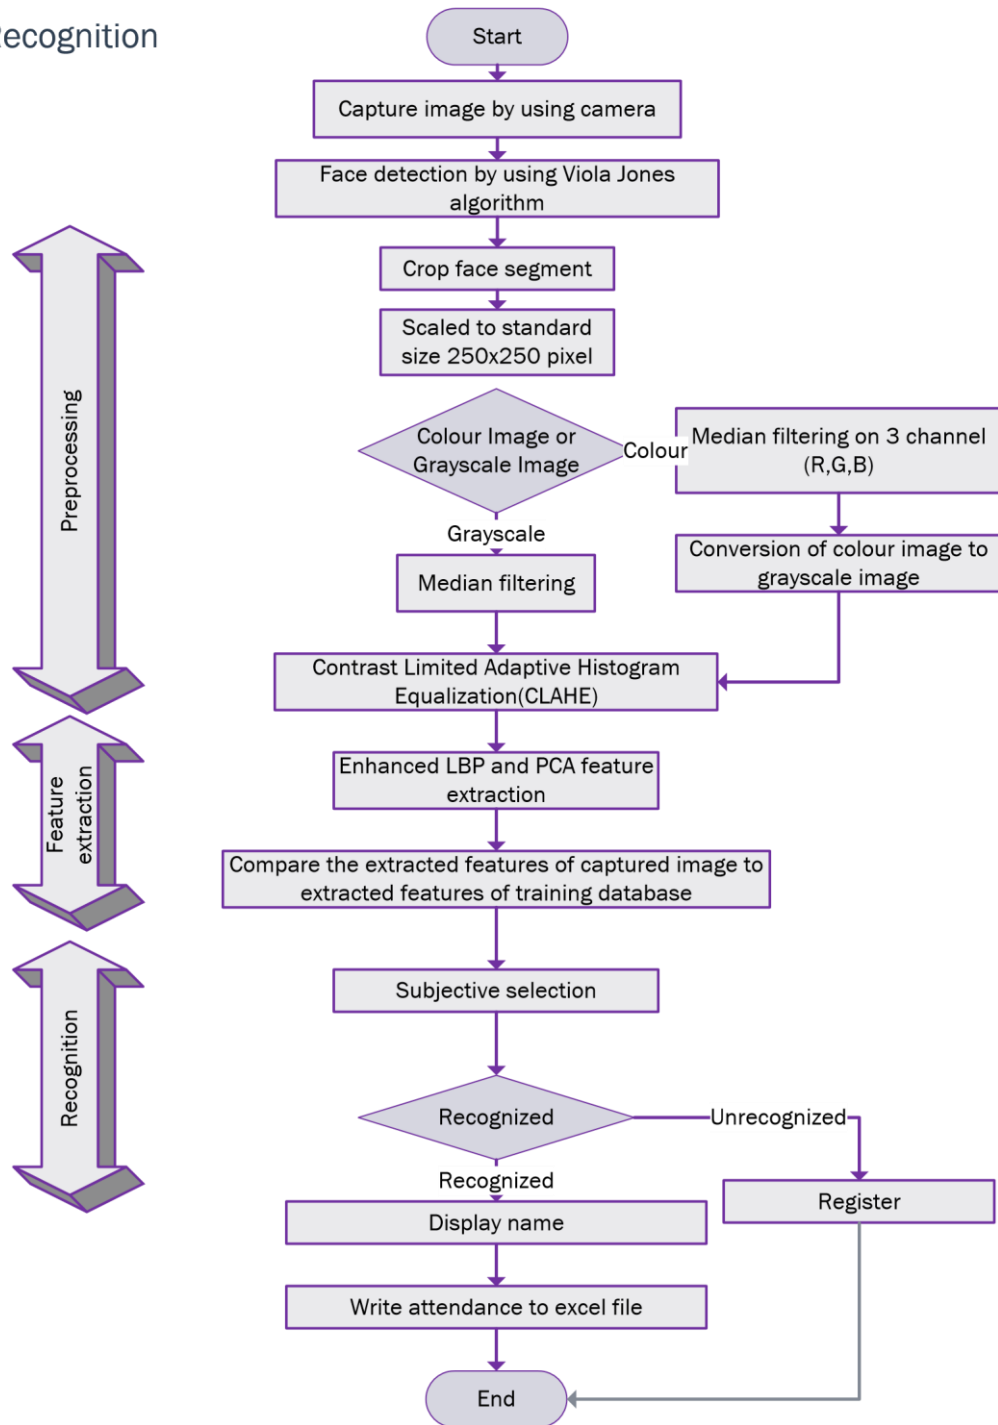 Recognition
Start
Capture image by using camera
Face detection by using Viola Jones
algorithm
Crop face segment
Scaled to standard
size 250x250 pixel
Preprocessing
Colour Image or
Grayscale Image
Colour
Median filtering on 3 channel
(R,G,B)
Grayscale
Conversion of colour image to
grayscale image
Median filtering
Contrast Limited Adaptive Histogram
Equalization(CLAHE)
Feature
extraction
Enhanced LBP and PCA feature
extraction
Compare the extracted features of captured image to
extracted features of training database
Recognition
Subjective selection
Recognized
Unrecognized
Recognized
Register
Display name
Write attendance to excel file
End